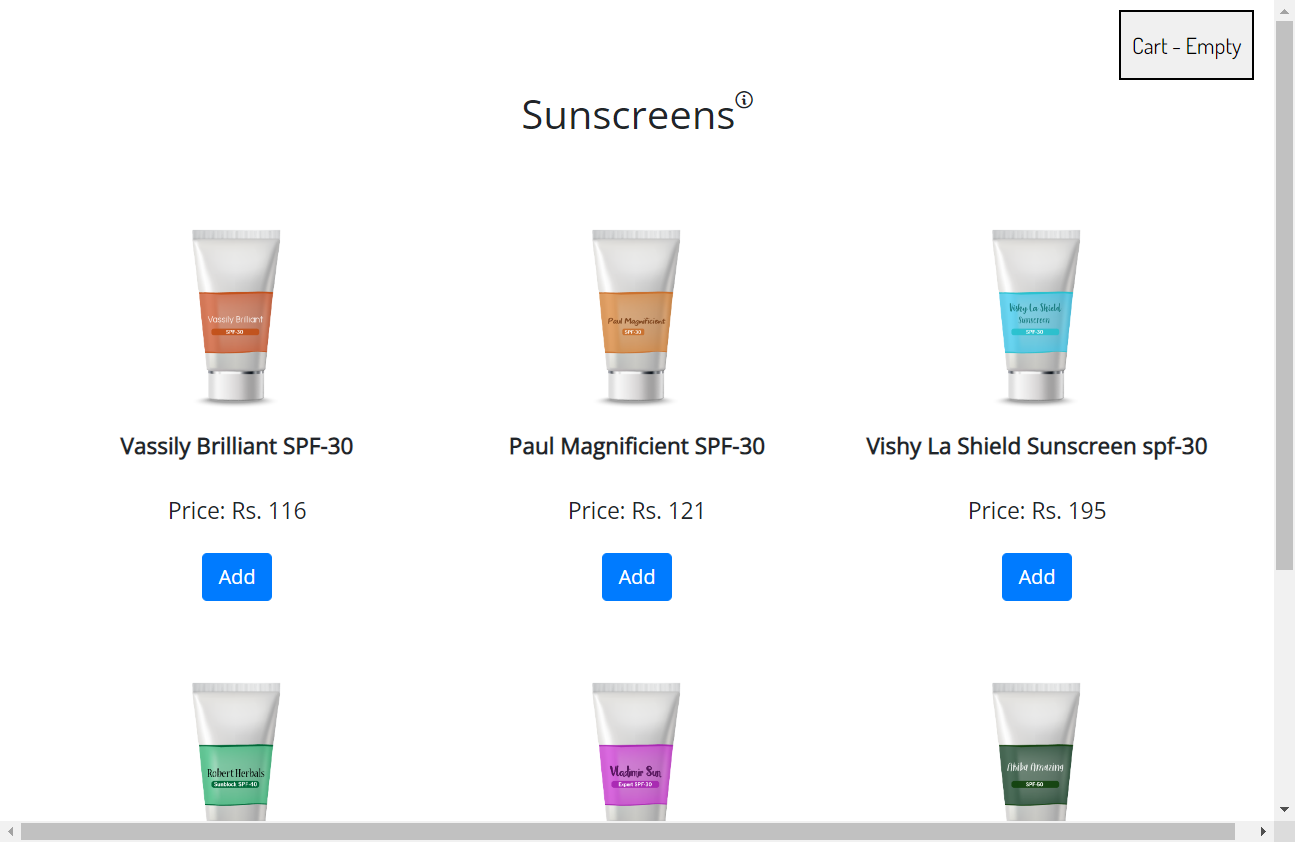 Cart - Empty
Sunscreens
Vassily Brilliant
SPF-30
Paul Magnificient
SPF-30
Vishy La Shield
Sunscreen
SPF-30
Vassily Brilliant SPF-30
Paul Magnificient SPF-30
Vishy La Shield Sunscreen spf-30
Price: Rs. 116
Price: Rs. 121
Price: Rs. 195
Add
Add
Add
Robert Herbals
Sunblock SPF-40
Vladimir Sun
Expert SPF-30
Amazing
SPF-50